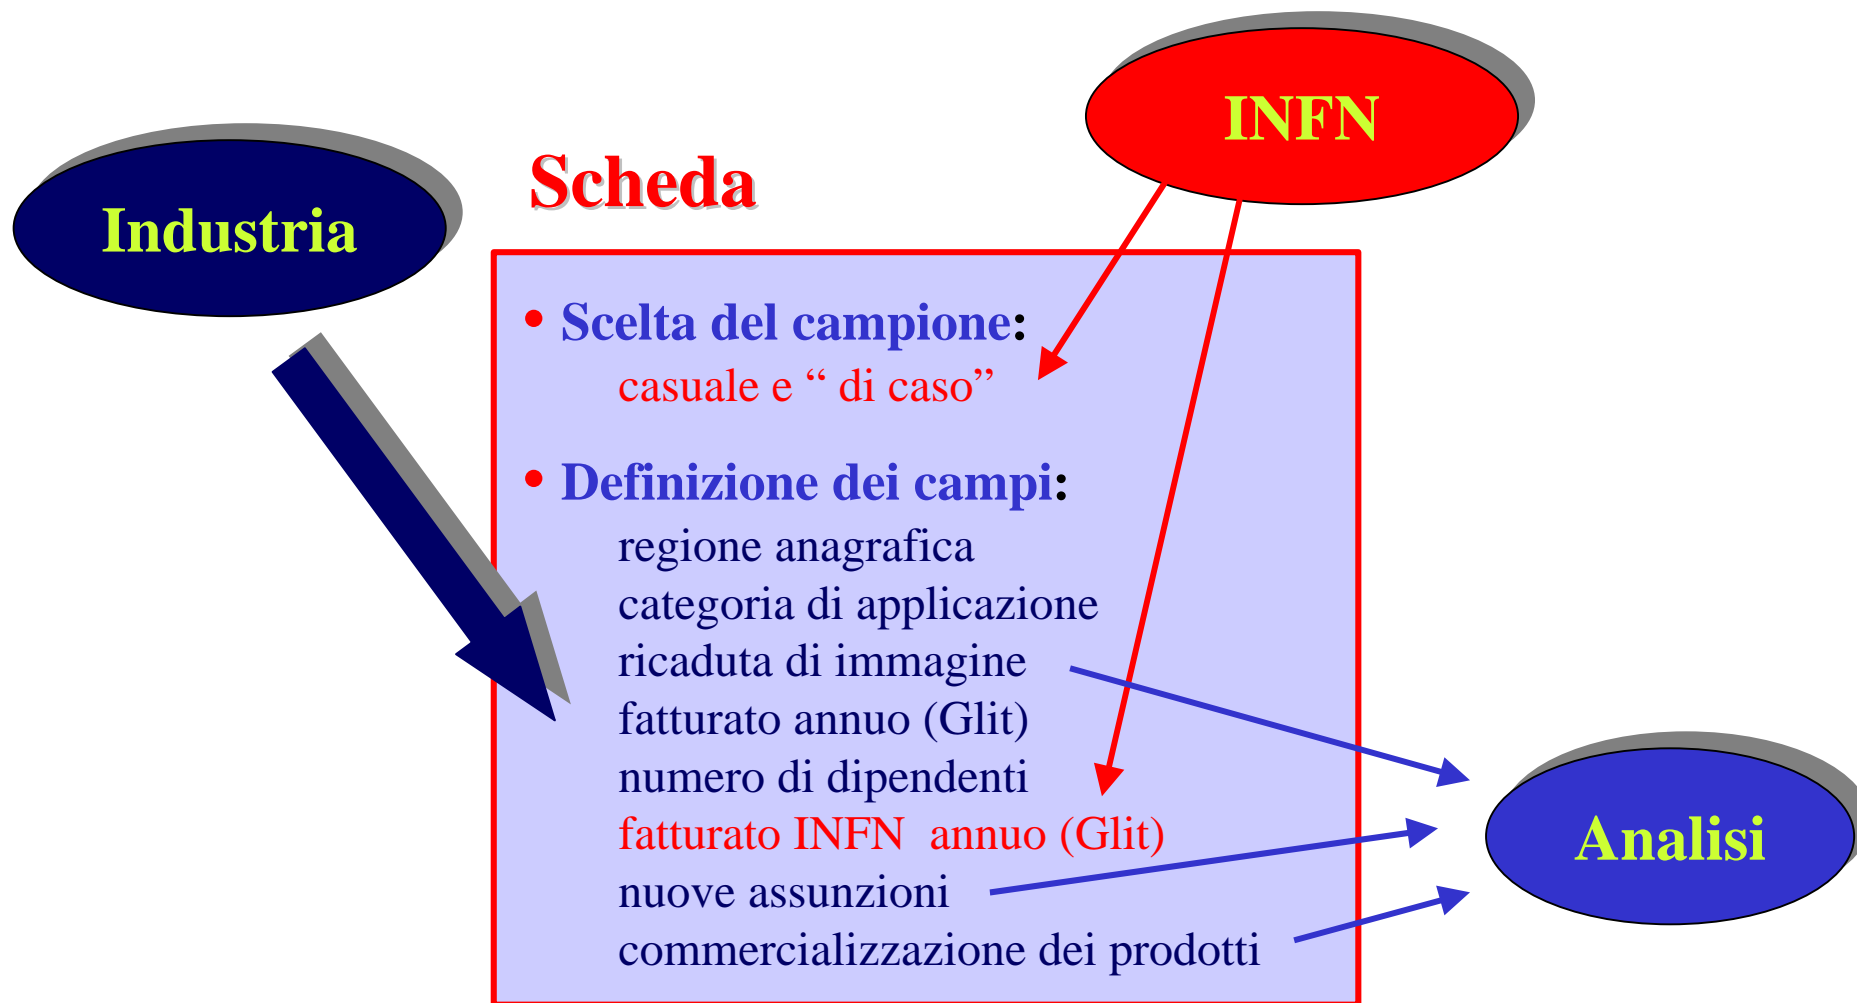 INFN
Industria
Scheda
• Scelta del campione:
casuale e “ di caso”
• Definizione dei campi:
regione anagrafica
categoria di applicazione
ricaduta di immagine
fatturato annuo (Glit)
numero di dipendenti
fatturato INFN  annuo (Glit)
nuove assunzioni
commercializzazione dei prodotti
Analisi